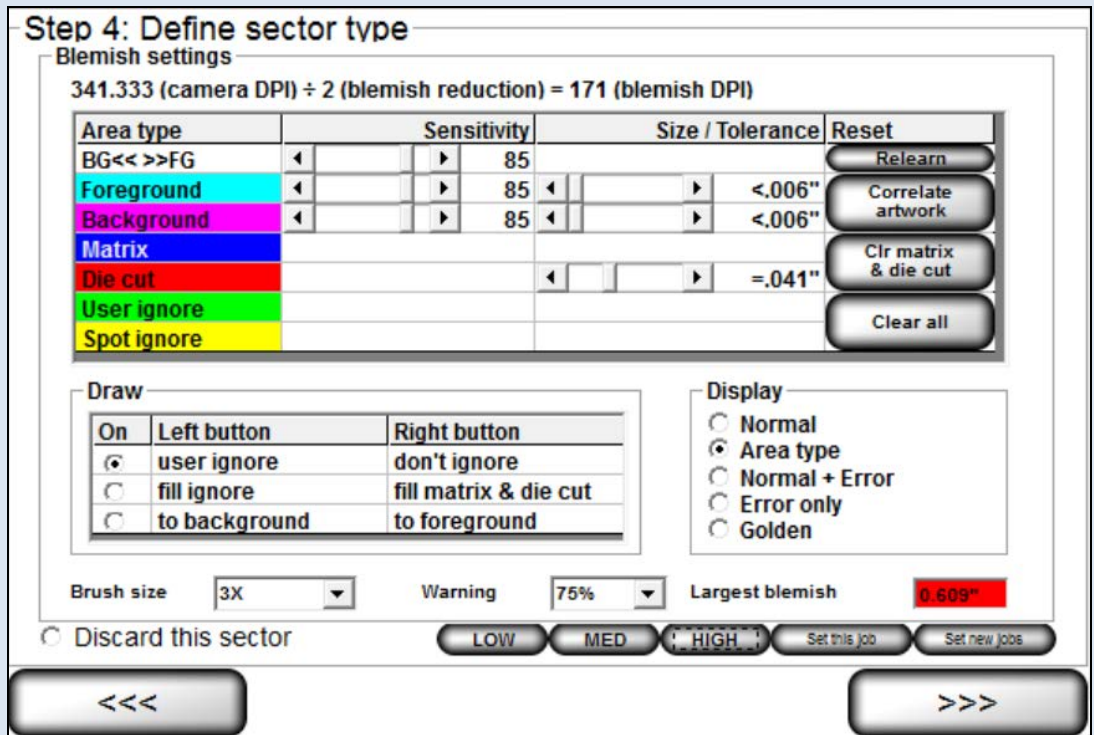 Step 4: Define sector type
Blemish settings
341.333 (camera DPI) ÷ 2 (blemish reduction) = 171 (blemish DPI)
Area type Sensitivity Size / Tolerance Reset
BG<< >>FG 85 Relearn
Foreground 85 <.006" Correlate artwork
Background 85 <.006"
Matrix Clr matrix & die cut
Die cut =.041"
User ignore Clear all
Spot ignore
Draw
On Left button Right button
user ignore don't ignore
fill ignore fill matrix & die cut
to background to foreground
Display
Normal
Area type
Normal + Error
Error only
Golden
Brush size 3X Warning 75% Largest blemish 0.609"
Discard this sector LOW MED HIGH Set this job Set new jobs
<<< >>>